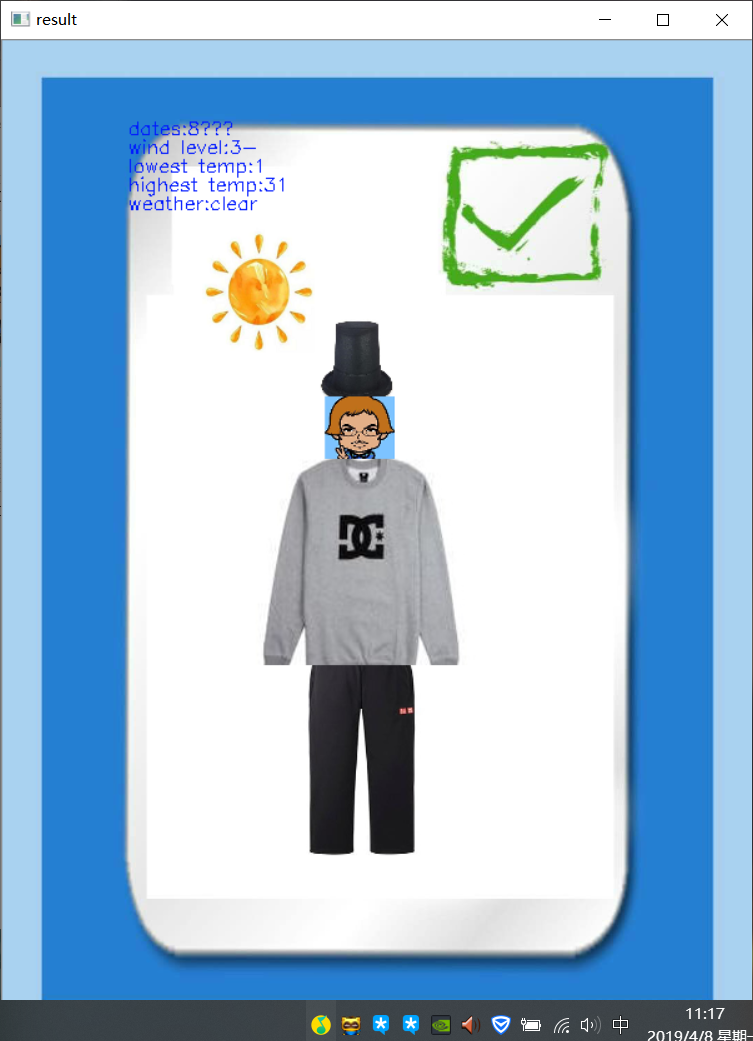 result
dates:8???
wind level:3-
lowest temp:1
highest temp:31
weather:clear
DC
中
11:17
2019/4/8 星期一